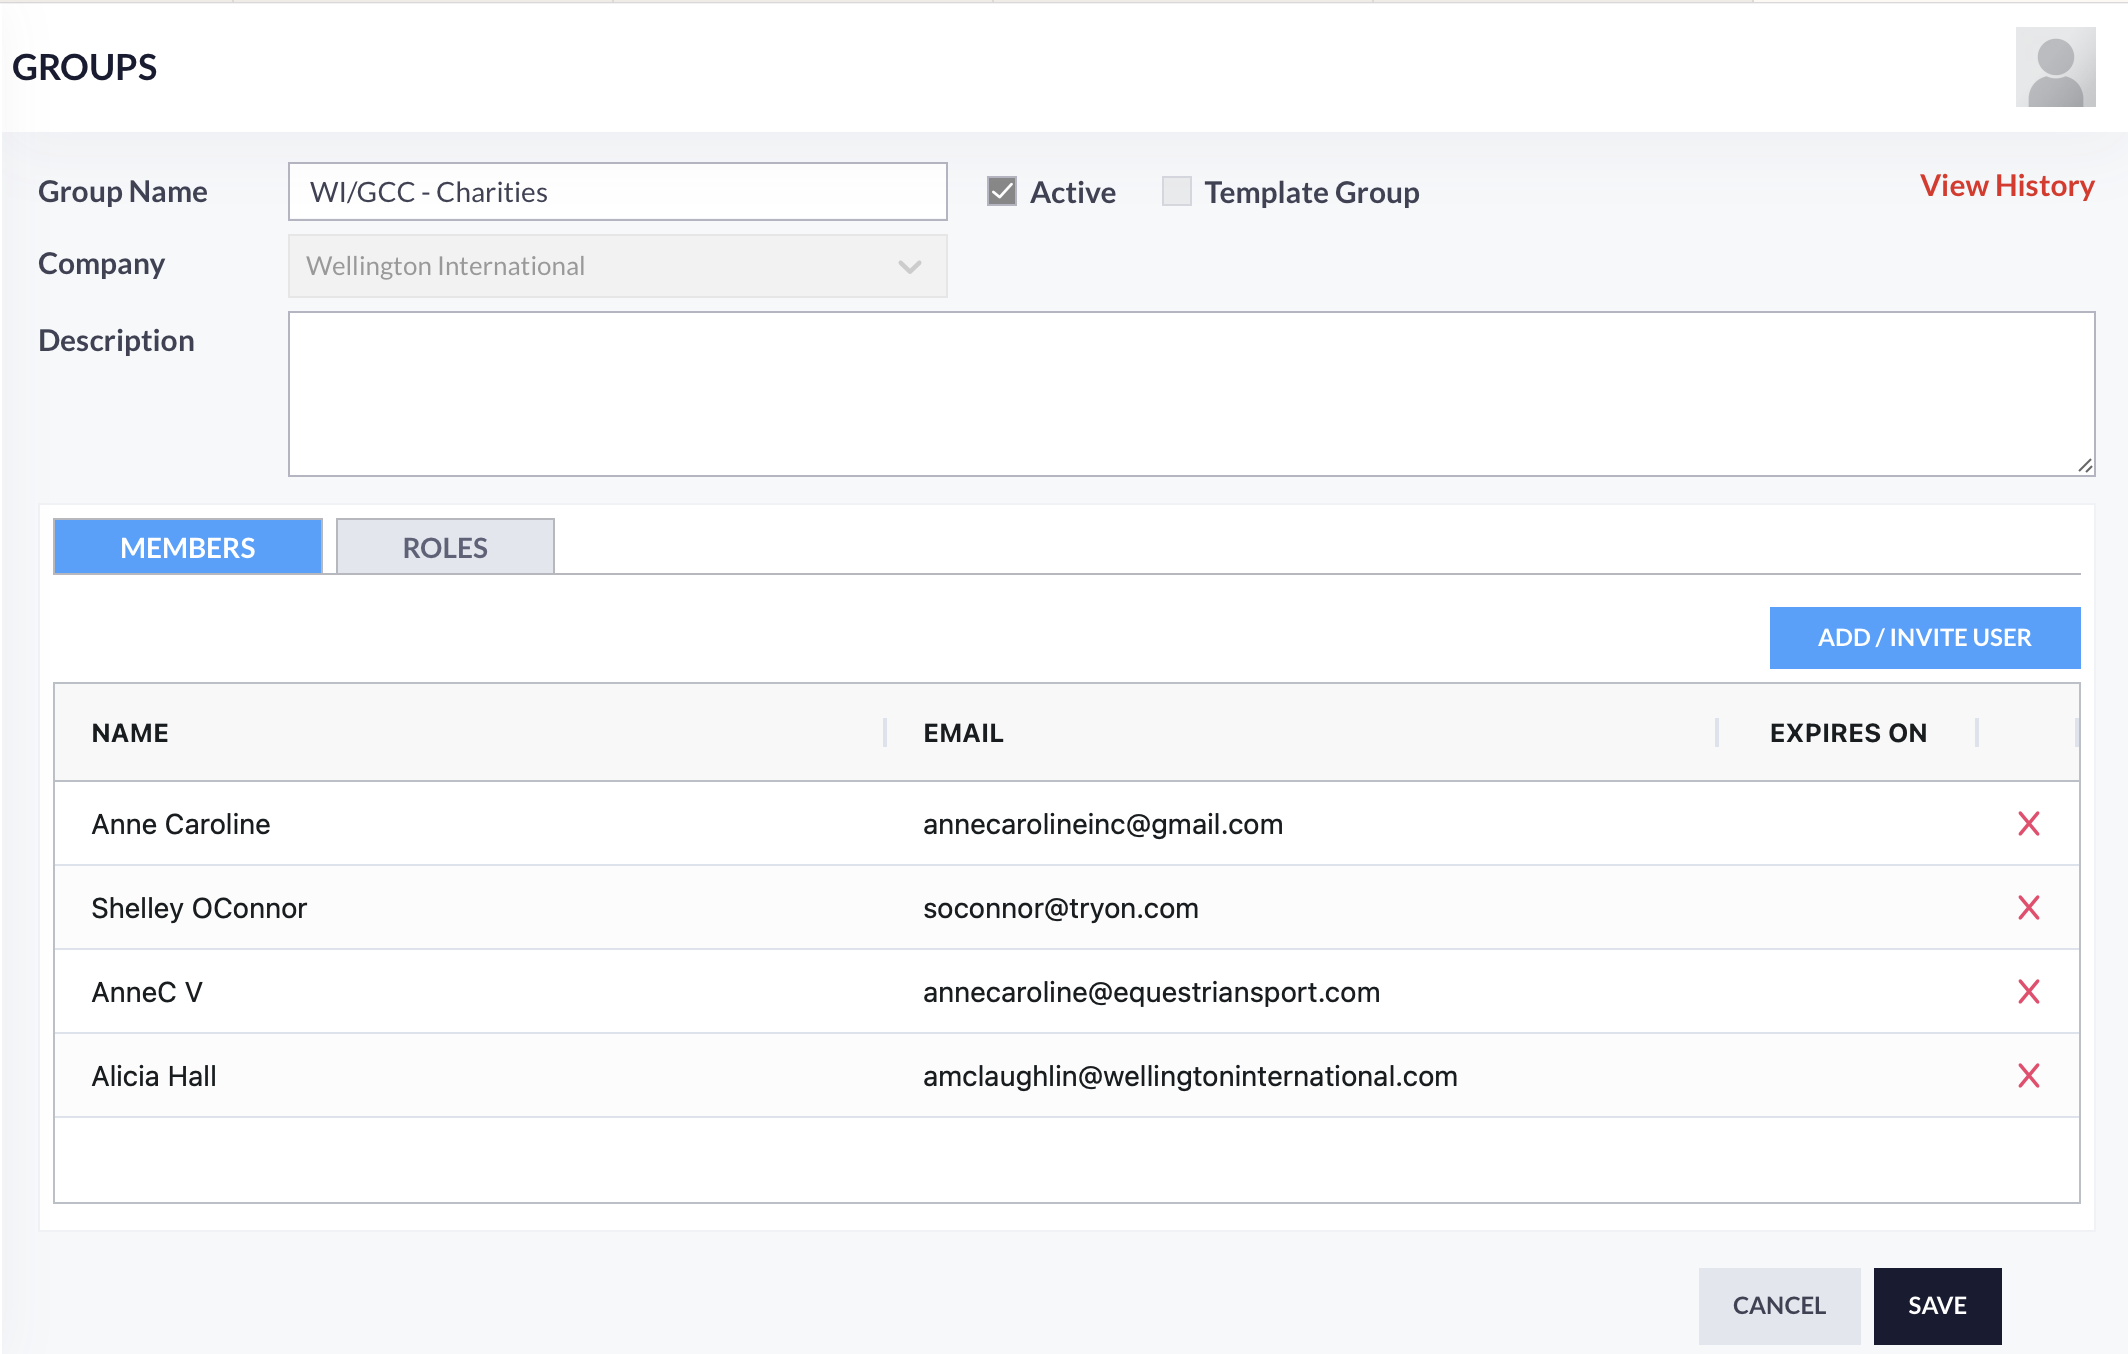 GROUPS
Group Name
WI/GCC - Charities
Active
Template Group
View History
Company
Wellington International
Description
MEMBERS
ROLES
ADD / INVITE USER
NAME
EMAIL
EXPIRES ON
Anne Caroline
annecarolineinc@gmail.com
Shelley OConnor
soconnor@tryon.com
AnneC V
annecaroline@equestriansport.com
Alicia Hall
amclaughlin@wellingtoninternational.com
CANCEL
SAVE